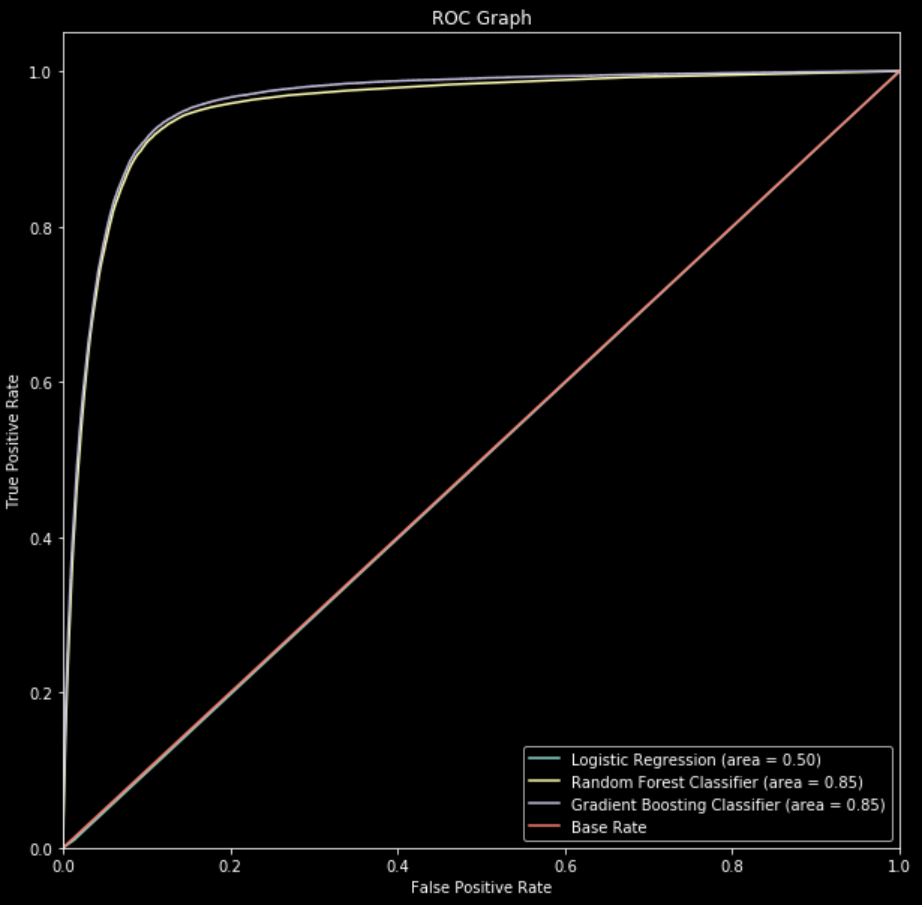 ROC Graph
1.0
0.8
0.6
0.4
0.2
0.0
True Positive Rate
Logistic Regression (area = 0.50)
Random Forest Classifier (area = 0.85)
Gradient Boosting Classifier (area = 0.85)
Base Rate
0.0 0.2 0.4 0.6 0.8 1.0
False Positive Rate